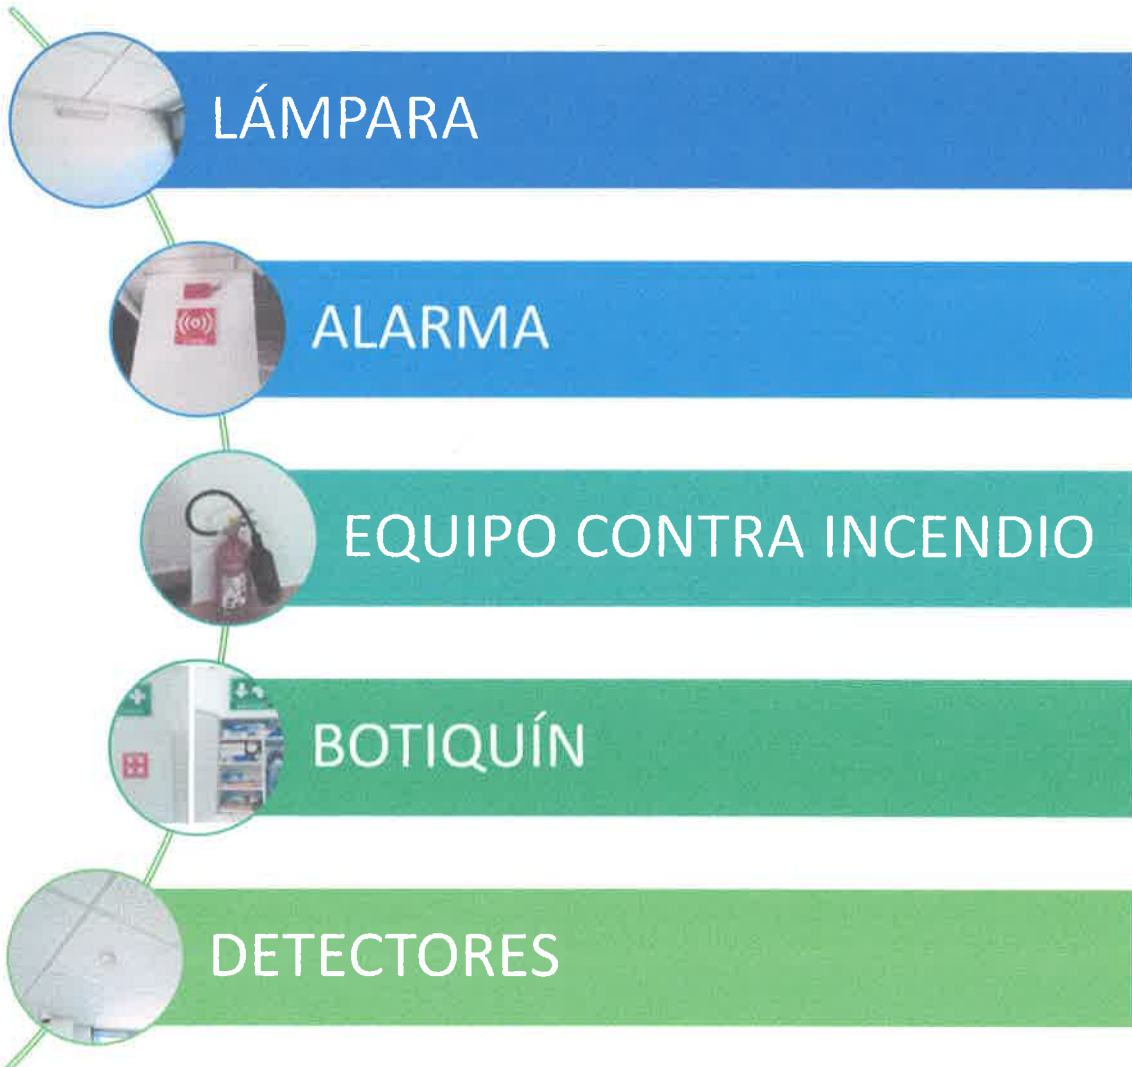 LÁMPARA
ALARMA
EQUIPO CONTRA INCENDIO
BOTIQUÍN
DETECTORES